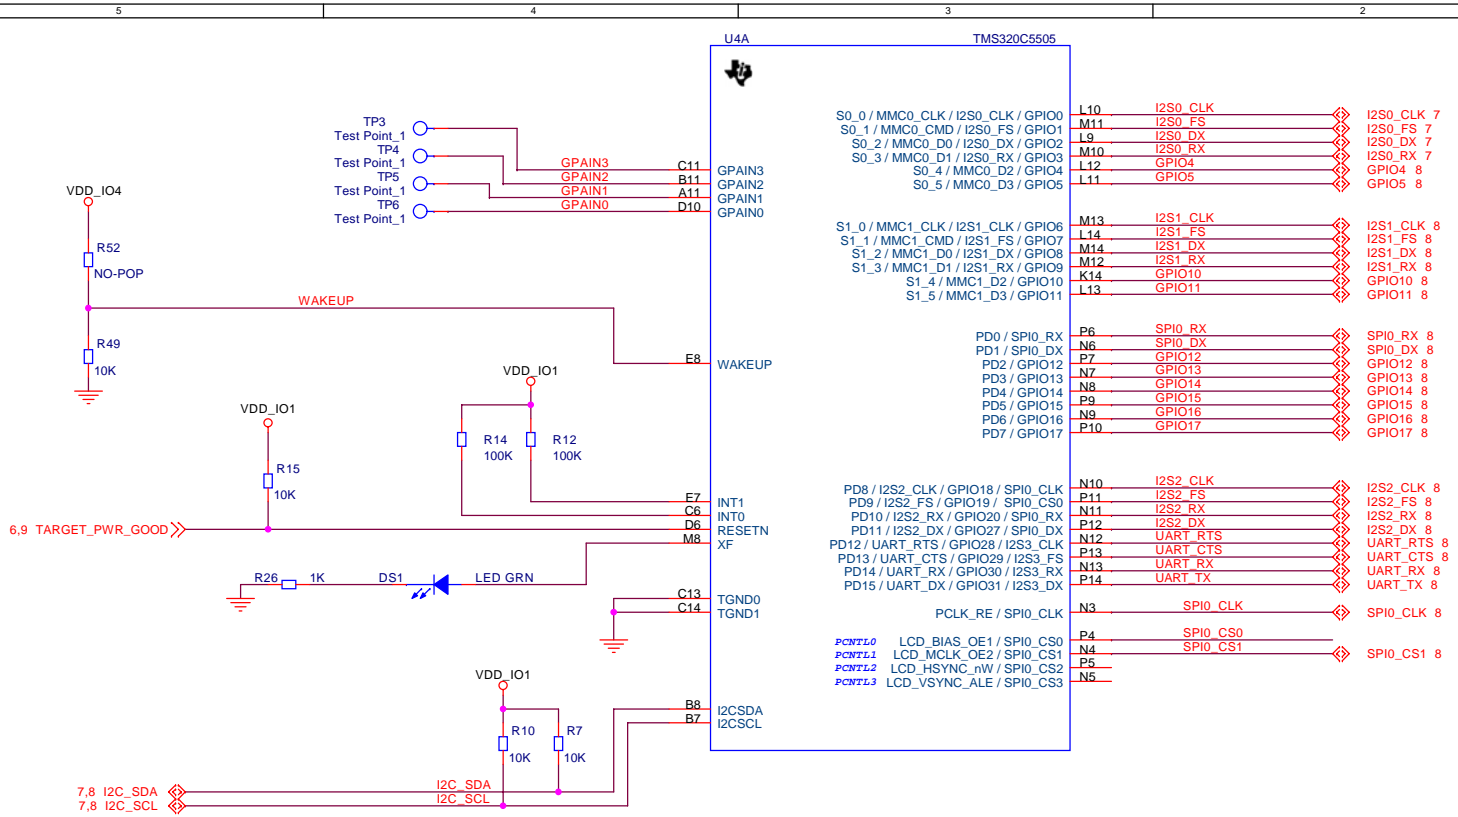 5 4 3 2
U4A TMS320C5505
TP3
Test Point_1
TP4
Test Point_1
TP5
Test Point_1
TP6
Test Point_1
GPAIN3 C11 GPAIN3
GPAIN2 B11 GPAIN2
GPAIN1 A11 GPAIN1
GPAIN0 D10 GPAIN0
VDD_IO4
R52
NO-POP
WAKEUP E8 WAKEUP
R49
10K
VDD_IO1
R14
100K
R12
100K
VDD_IO1
R15
10K
E7 INT1
C6 INT0
6,9 TARGET_PWR_GOOD D6 RESETN
M8 XF
R26 1K DS1 LED GRN
C13 TGND0
C14 TGND1
VDD_IO1
R10
10K
R7
10K
B8 I2CSDA
B7 I2CSCL
7,8 I2C_SDA I2C_SDA
7,8 I2C_SCL I2C_SCL
S0_0 / MMC0_CLK / I2S0_CLK / GPIO0 L10 I2S0_CLK I2S0_CLK 7
S0_1 / MMC0_CMD / I2S0_FS / GPIO1 M11 I2S0_FS I2S0_FS 7
S0_2 / MMC0_D0 / I2S0_DX / GPIO2 L9 I2S0_DX I2S0_DX 7
S0_3 / MMC0_D1 / I2S0_RX / GPIO3 M10 I2S0_RX I2S0_RX 7
S0_4 / MMC0_D2 / GPIO4 L12 GPIO4 GPIO4 8
S0_5 / MMC0_D3 / GPIO5 L11 GPIO5 GPIO5 8
S1_0 / MMC1_CLK / I2S1_CLK / GPIO6 M13 I2S1_CLK I2S1_CLK 8
S1_1 / MMC1_CMD / I2S1_FS / GPIO7 L14 I2S1_FS I2S1_FS 8
S1_2 / MMC1_D0 / I2S1_DX / GPIO8 M14 I2S1_DX I2S1_DX 8
S1_3 / MMC1_D1 / I2S1_RX / GPIO9 M12 I2S1_RX I2S1_RX 8
S1_4 / MMC1_D2 / GPIO10 K14 GPIO10 GPIO10 8
S1_5 / MMC1_D3 / GPIO11 L13 GPIO11 GPIO11 8
PD0 / SPI0_RX P6 SPI0_RX SPI0_RX 8
PD1 / SPI0_DX N6 SPI0_DX SPI0_DX 8
PD2 / GPIO12 P7 GPIO12 GPIO12 8
PD3 / GPIO13 N7 GPIO13 GPIO13 8
PD4 / GPIO14 N8 GPIO14 GPIO14 8
PD5 / GPIO15 P9 GPIO15 GPIO15 8
PD6 / GPIO16 N9 GPIO16 GPIO16 8
PD7 / GPIO17 P10 GPIO17 GPIO17 8
PD8 / I2S2_CLK / GPIO18 / SPI0_CLK N10 I2S2_CLK I2S2_CLK 8
PD9 / I2S2_FS / GPIO19 / SPI0_CS0 P11 I2S2_FS I2S2_FS 8
PD10 / I2S2_RX / GPIO20 / SPI0_RX N11 I2S2_RX I2S2_RX 8
PD11 / I2S2_DX / GPIO27 / SPI0_DX P12 I2S2_DX I2S2_DX 8
PD12 / UART_RTS / GPIO28 / I2S3_CLK N12 UART_RTS UART_RTS 8
PD13 / UART_CTS / GPIO29 / I2S3_FS P13 UART_CTS UART_CTS 8
PD14 / UART_RX / GPIO30 / I2S3_RX N13 UART_RX UART_RX 8
PD15 / UART_DX / GPIO31 / I2S3_DX P14 UART_TX UART_TX 8
PCLK_RE / SPI0_CLK N3 SPI0_CLK SPI0_CLK 8
PCNTL0 LCD_BIAS_OE1 / SPI0_CS0 P4 SPI0_CS0
PCNTL1 LCD_MCLK_OE2 / SPI0_CS1 N4 SPI0_CS1 SPI0_CS1 8
PCNTL2 LCD_HSYNC_nW / SPI0_CS2 P5
PCNTL3 LCD_VSYNC_ALE / SPI0_CS3 N5